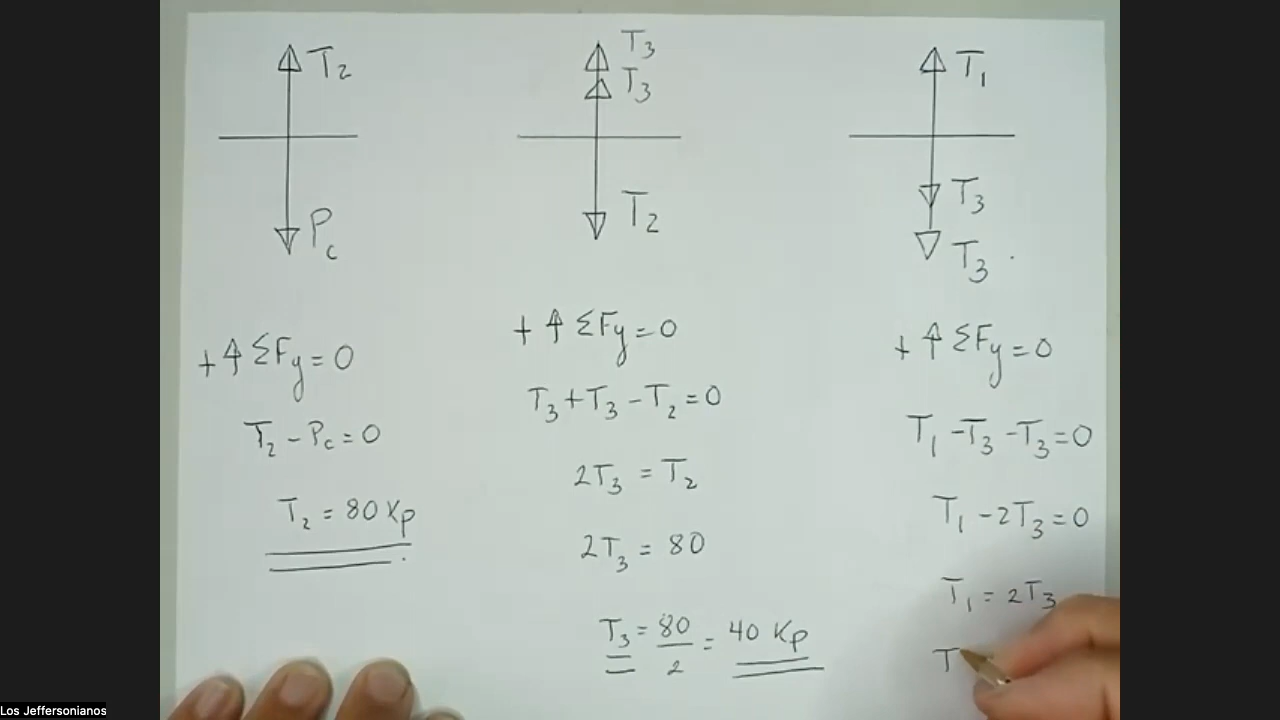 T₂
P_c
+↑ΣFy=0
T₂ - P_c = 0
T₂ = 80 Kp
T₃
T₃
T₂
+↑ΣFy=0
T₃+T₃-T₂=0
2T₃ = T₂
2T₃ = 80
T₃ = 80/2 = 40 Kp
T₁
T₃
T₃
+↑ΣFy=0
T₁-T₃-T₃=0
T₁-2T₃=0
T₁=2T₃
T
Los Jeffersonianos